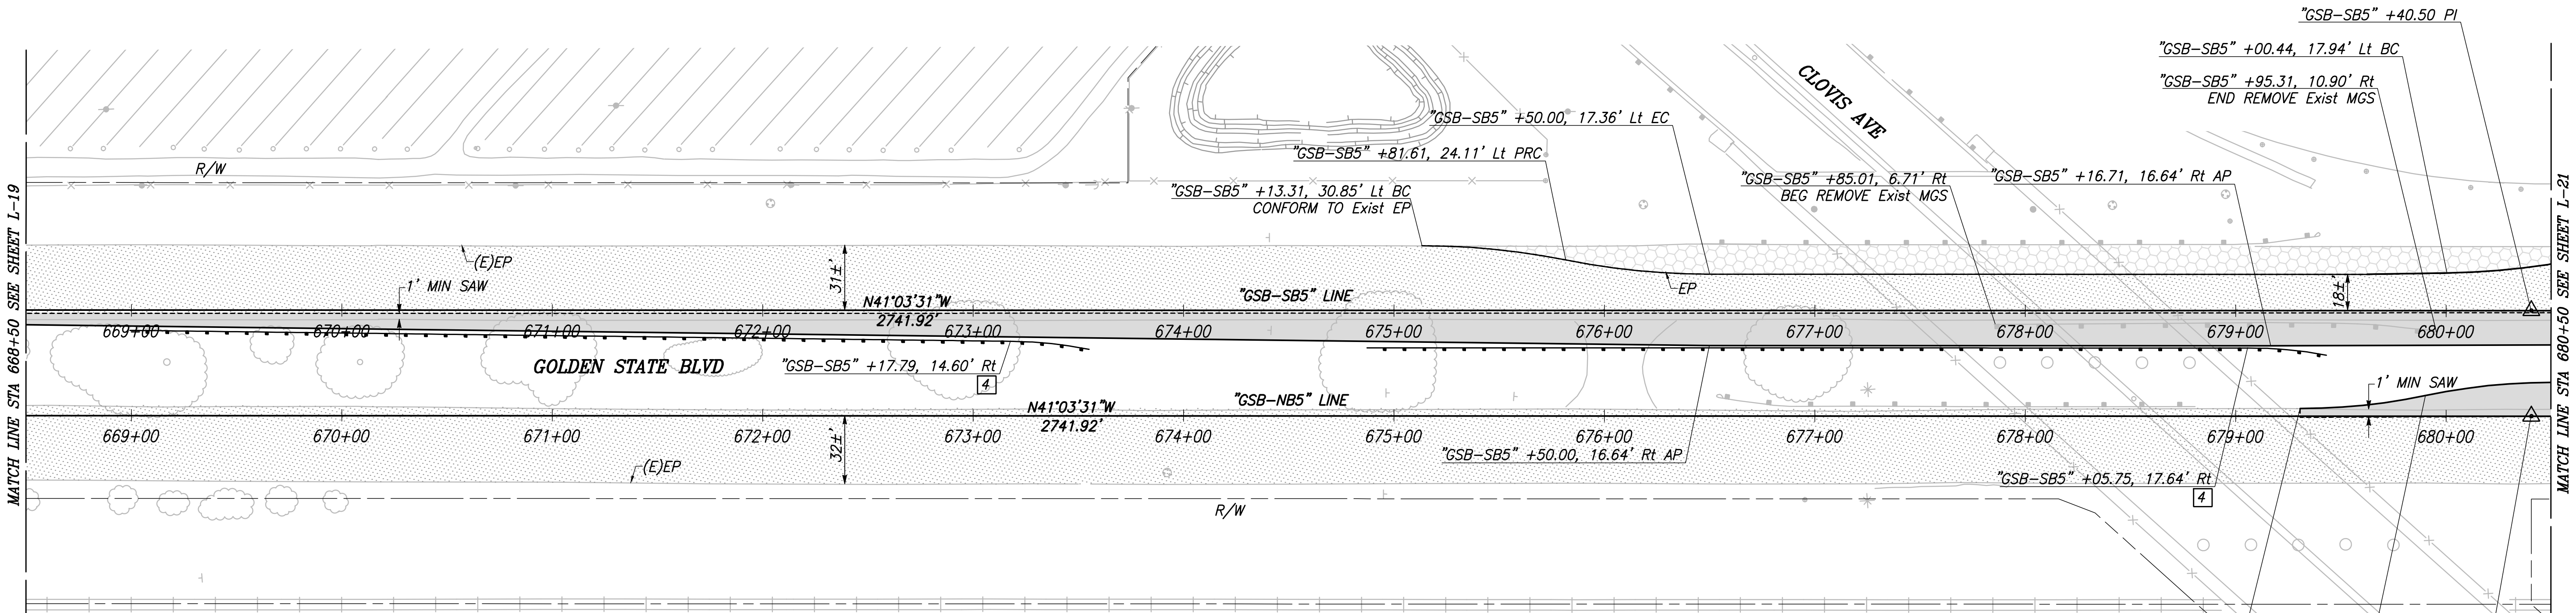 "GSB-SB5" +40.50 PI
"GSB-SB5" +00.44, 17.94' Lt BC
"GSB-SB5" +95.31, 10.90' Rt
END REMOVE Exist MGS
CLOVIS AVE
"GSB-SB5" +50.00, 17.36' Lt EC
"GSB-SB5" +81.61, 24.11' Lt PRC
R/W
"GSB-SB5" +13.31, 30.85' Lt BC
CONFORM TO Exist EP
"GSB-SB5" +85.01, 6.71' Rt
BEG REMOVE Exist MGS
"GSB-SB5" +16.71, 16.64' Rt AP
MATCH LINE STA 668+50 SEE SHEET L-19
MATCH LINE STA 680+50 SEE SHEET L-21
(E)EP
31±'
1' MIN SAW
EP
18±'
N41°03'31"W
2741.92'
"GSB-SB5" LINE
669+00 670+00 671+00 672+00 673+00 674+00 675+00 676+00 677+00 678+00 679+00 680+00
GOLDEN STATE BLVD
"GSB-SB5" +17.79, 14.60' Rt
4
1' MIN SAW
N41°03'31"W
2741.92'
"GSB-NB5" LINE
669+00 670+00 671+00 672+00 673+00 674+00 675+00 676+00 677+00 678+00 679+00 680+00
32±'
"GSB-SB5" +50.00, 16.64' Rt AP
(E)EP
"GSB-SB5" +05.75, 17.64' Rt
4
R/W